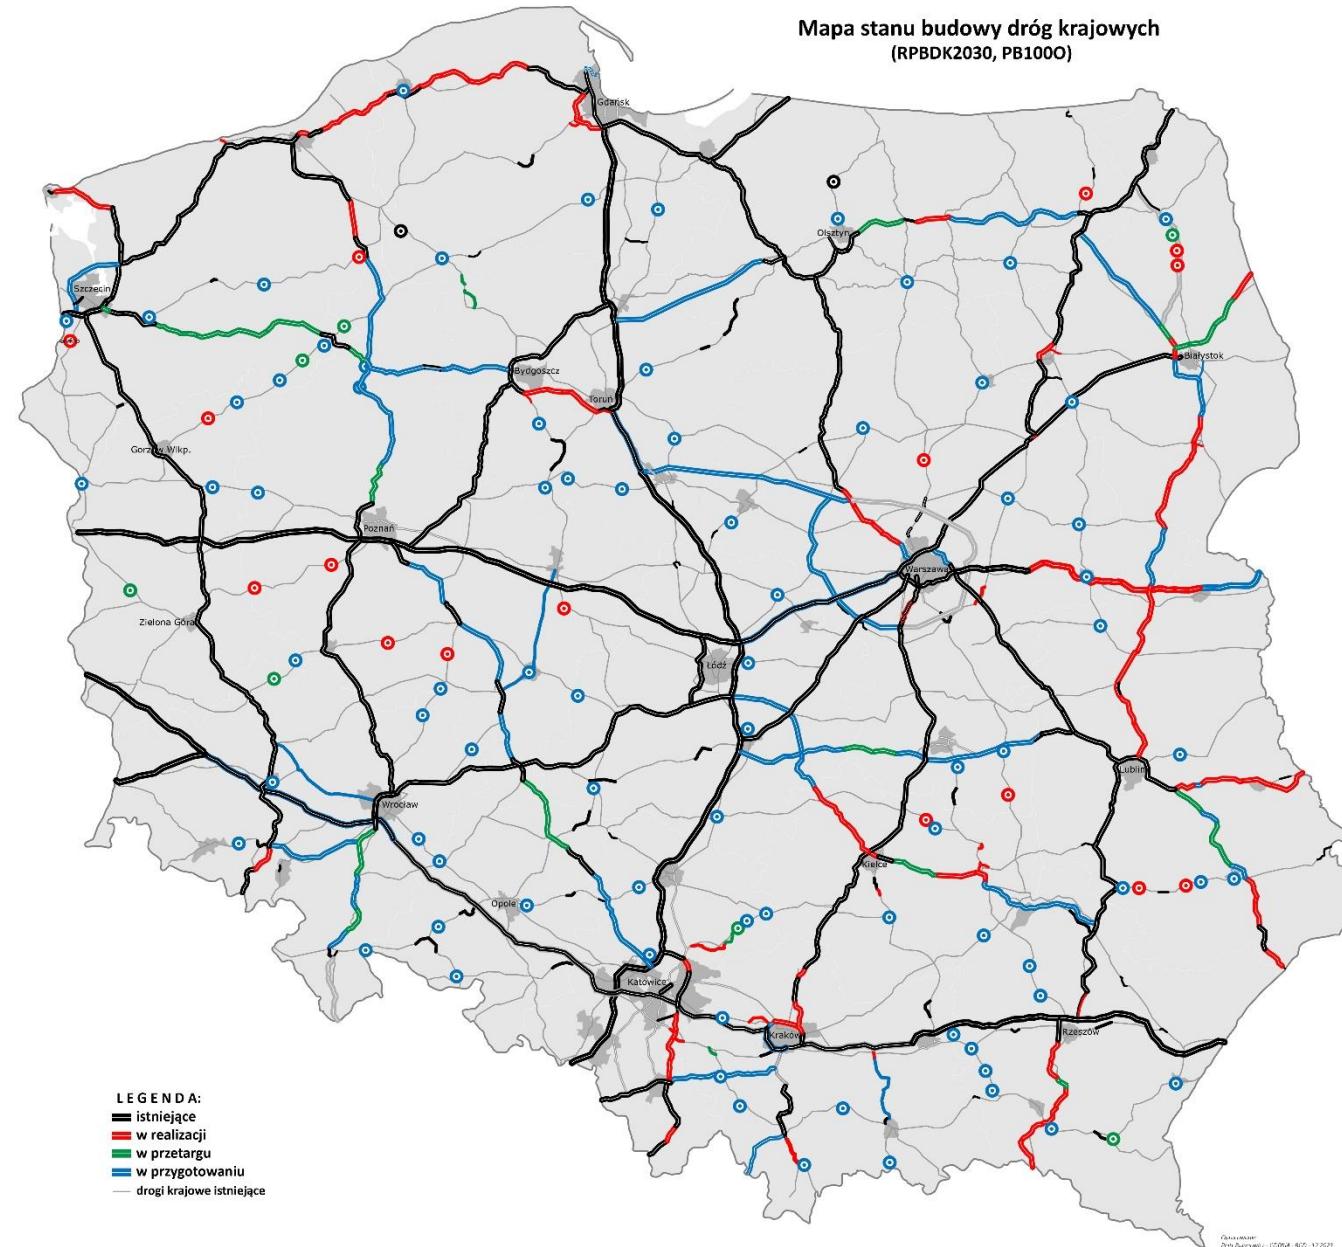 Mapa stanu budowy dróg krajowych
(RPBDK2030, PB100O)
Gdańsk
Olsztyn
Szczecin
Białystok
Bydgoszcz
Toruń
Gorzów Wlkp.
Poznań
Warszawa
Zielona Góra
Łódź
Lublin
Wrocław
Kielce
Opole
Katowice
Kraków
Rzeszów
LEGENDA:
istniejące
w realizacji
w przetargu
w przygotowaniu
drogi krajowe istniejące